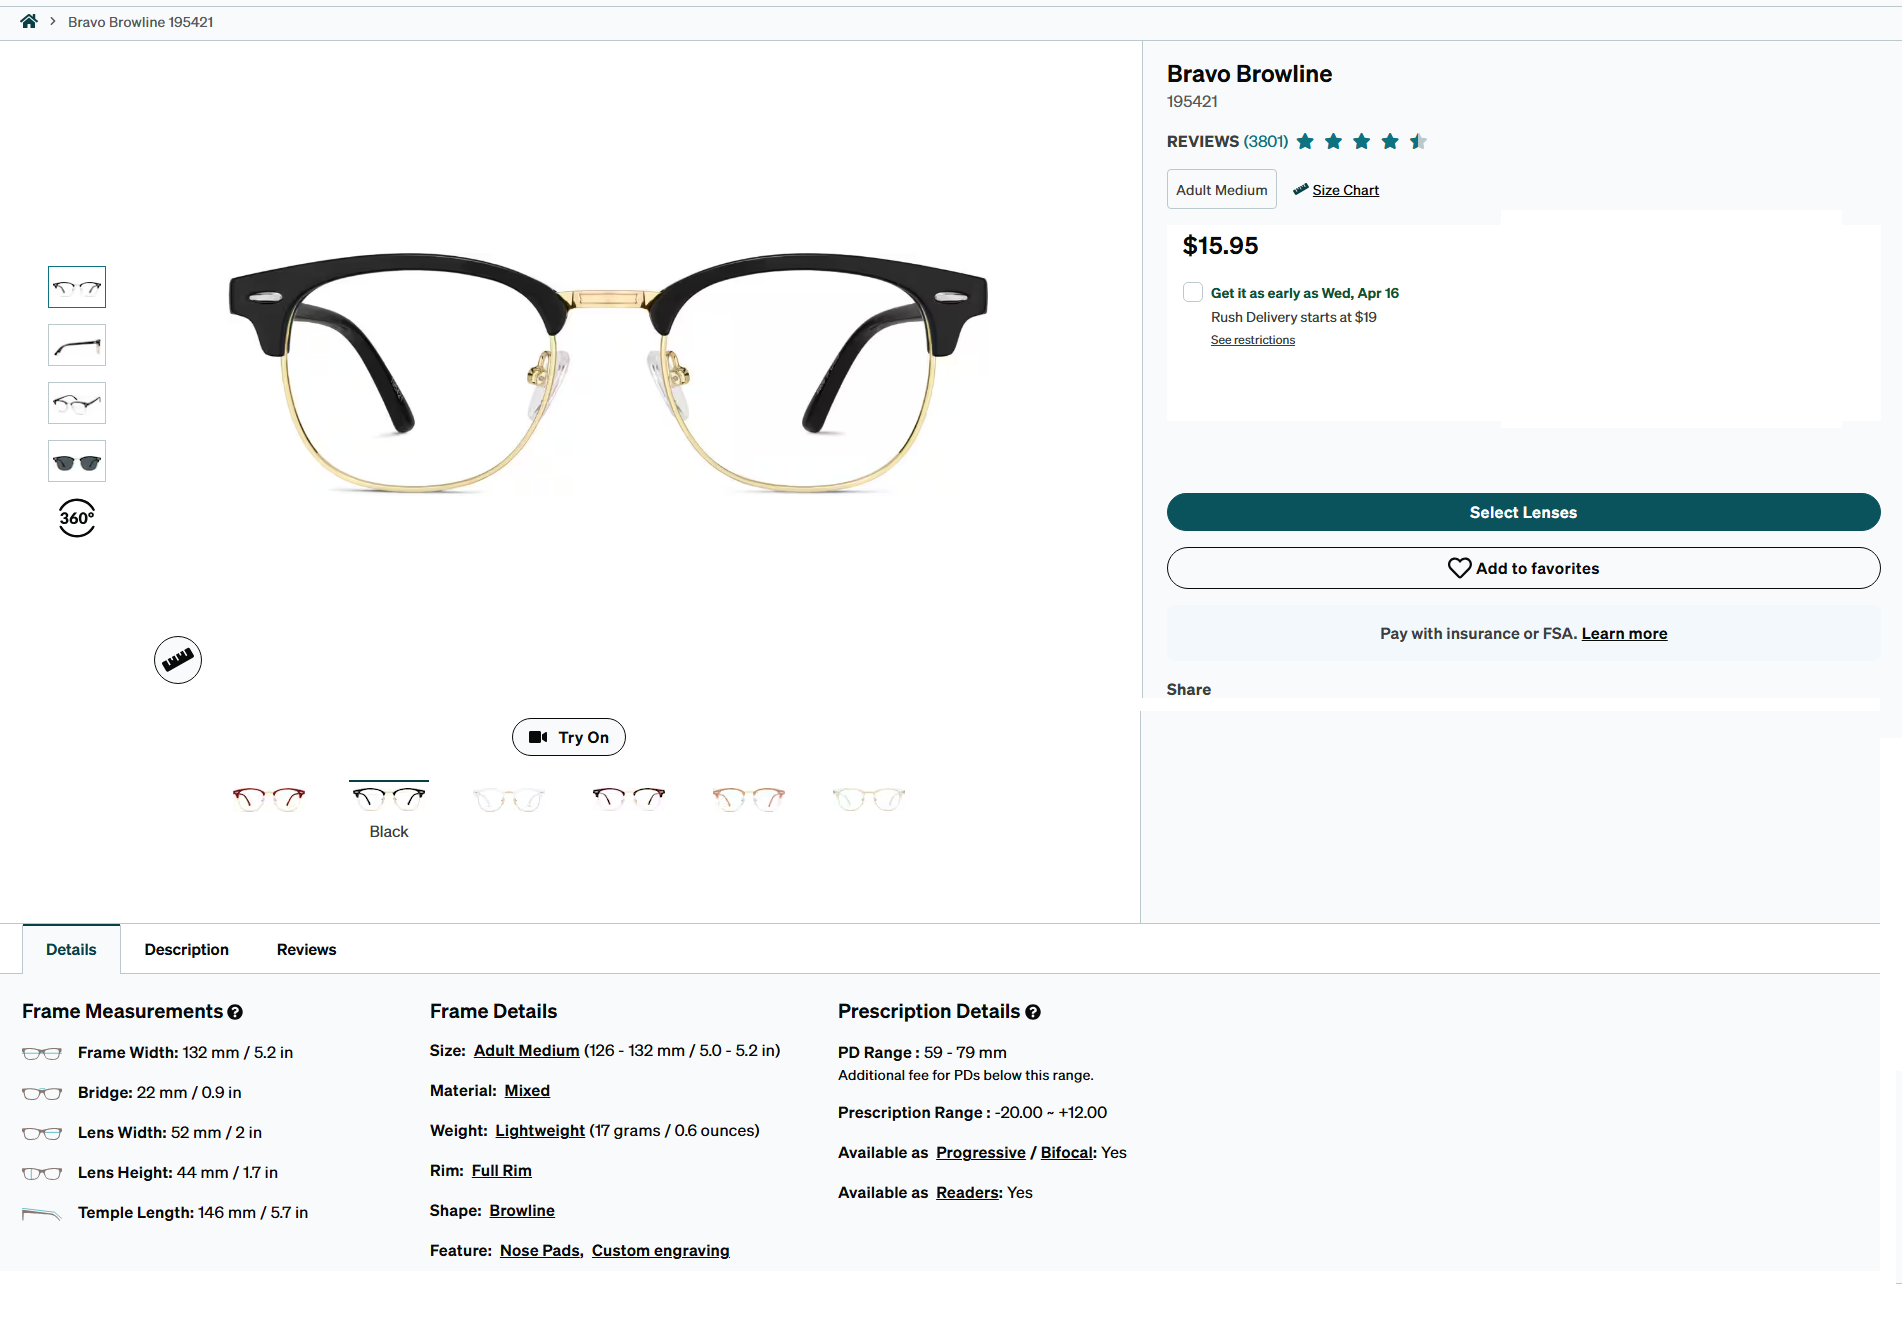 Bravo Browline 195421
Bravo Browline
195421
REVIEWS (3801)
Adult Medium
Size Chart
$15.95
Get it as early as Wed, Apr 16
Rush Delivery starts at $19
See restrictions
360°
Select Lenses
Add to favorites
Pay with insurance or FSA. Learn more
Share
Try On
Black
Details
Description
Reviews
Frame Measurements
Frame Width: 132 mm / 5.2 in
Bridge: 22 mm / 0.9 in
Lens Width: 52 mm / 2 in
Lens Height: 44 mm / 1.7 in
Temple Length: 146 mm / 5.7 in
Frame Details
Size: Adult Medium (126 - 132 mm / 5.0 - 5.2 in)
Material: Mixed
Weight: Lightweight (17 grams / 0.6 ounces)
Rim: Full Rim
Shape: Browline
Feature: Nose Pads, Custom engraving
Prescription Details
PD Range : 59 - 79 mm
Additional fee for PDs below this range.
Prescription Range : -20.00 ~ +12.00
Available as Progressive / Bifocal: Yes
Available as Readers: Yes